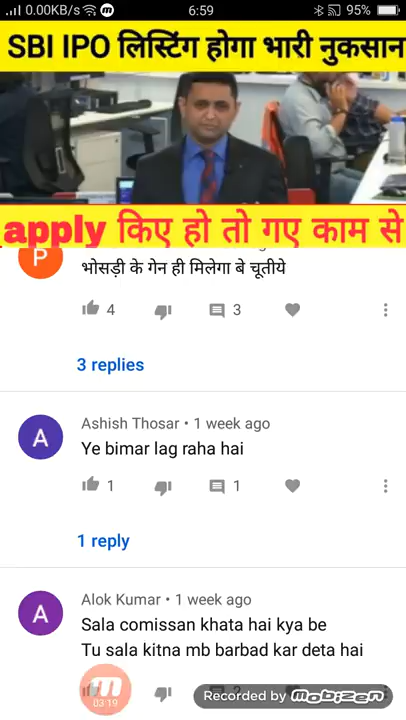 0.00KB/s
6:59
95%
SBI IPO लिस्टिंग होगा भारी नुकसान
apply किए हो तो गए काम से
P
भोसड़ी के गेन ही मिलेगा बे चूतीये
4
3
3 replies
A
Ashish Thosar • 1 week ago
Ye bimar lag raha hai
1
1
1 reply
A
Alok Kumar • 1 week ago
Sala comissan khata hai kya be
Tu sala kitna mb barbad kar deta hai
03:19
Recorded by mobizen